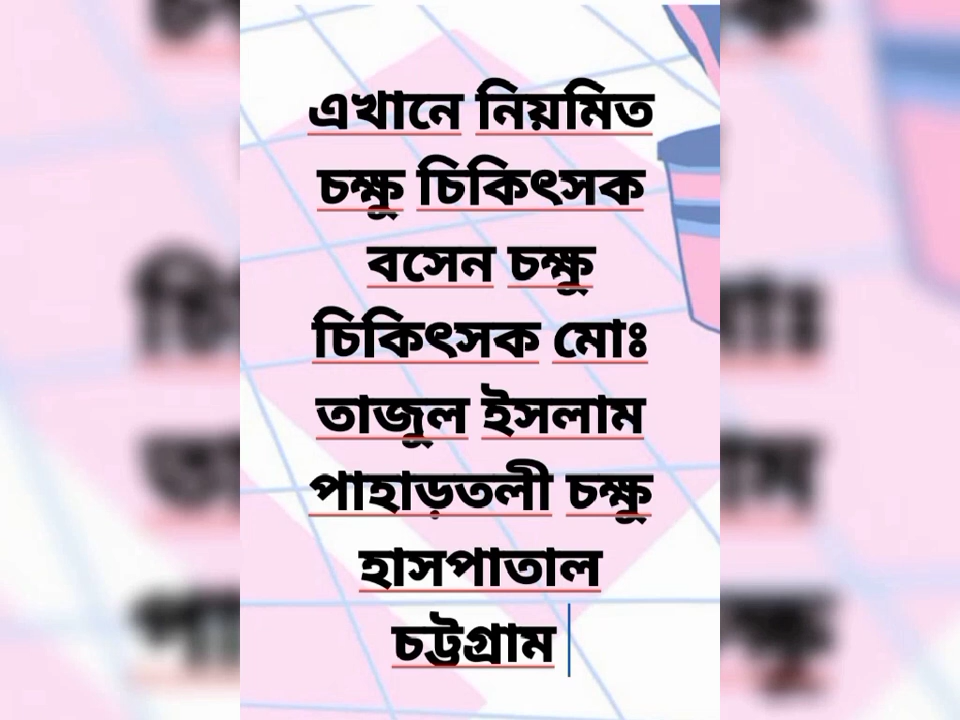 এখানে নিয়মিত
চক্ষু চিকিৎসক
বসেন চক্ষু
চিকিৎসক মোঃ
তাজুল ইসলাম
পাহাড়তলী চক্ষু
হাসপাতাল
চট্টগ্রাম